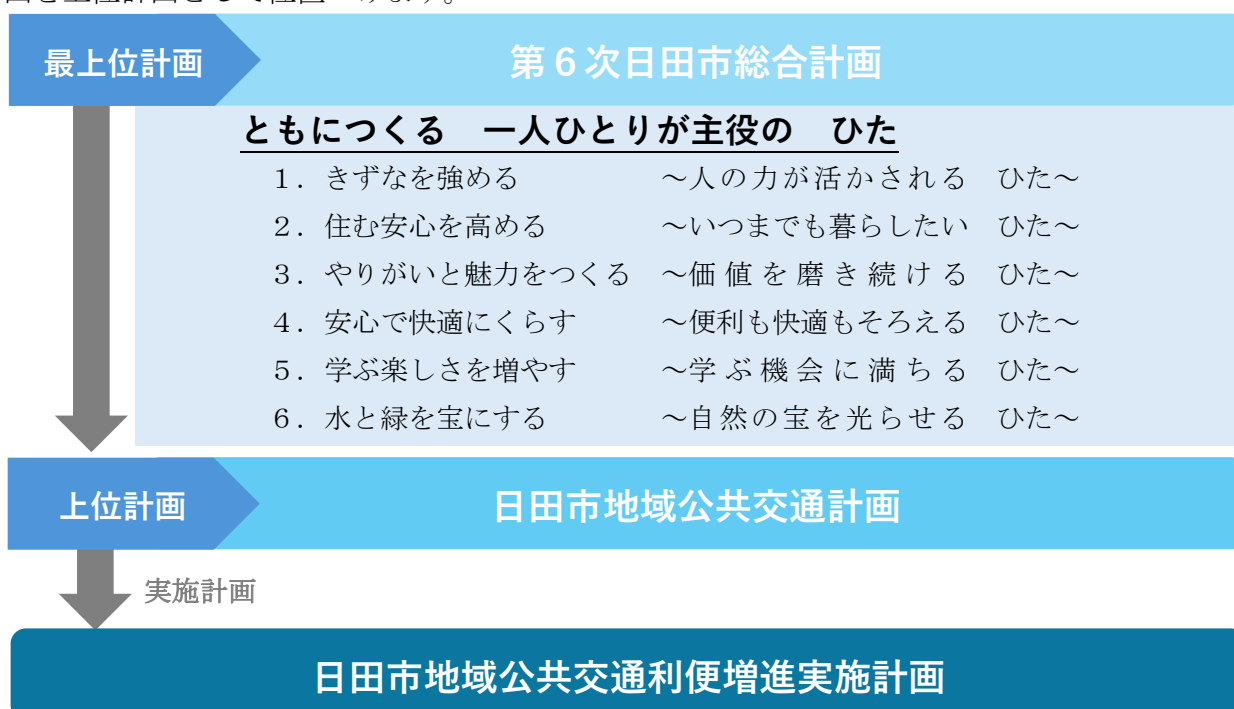 最上位計画 第６次日田市総合計画
ともにつくる　一人ひとりが主役の　ひた
１．きずなを強める　～人の力が活かされる　ひた～
２．住む安心を高める　～いつまでも暮らしたい　ひた～
３．やりがいと魅力をつくる　～価値を磨き続ける　ひた～
４．安心で快適にくらす　～便利も快適もそろえる　ひた～
５．学ぶ楽しさを増やす　～学ぶ機会に満ちる　ひた～
６．水と緑を宝にする　～自然の宝を光らせる　ひた～
上位計画 日田市地域公共交通計画
実施計画
日田市地域公共交通利便増進実施計画